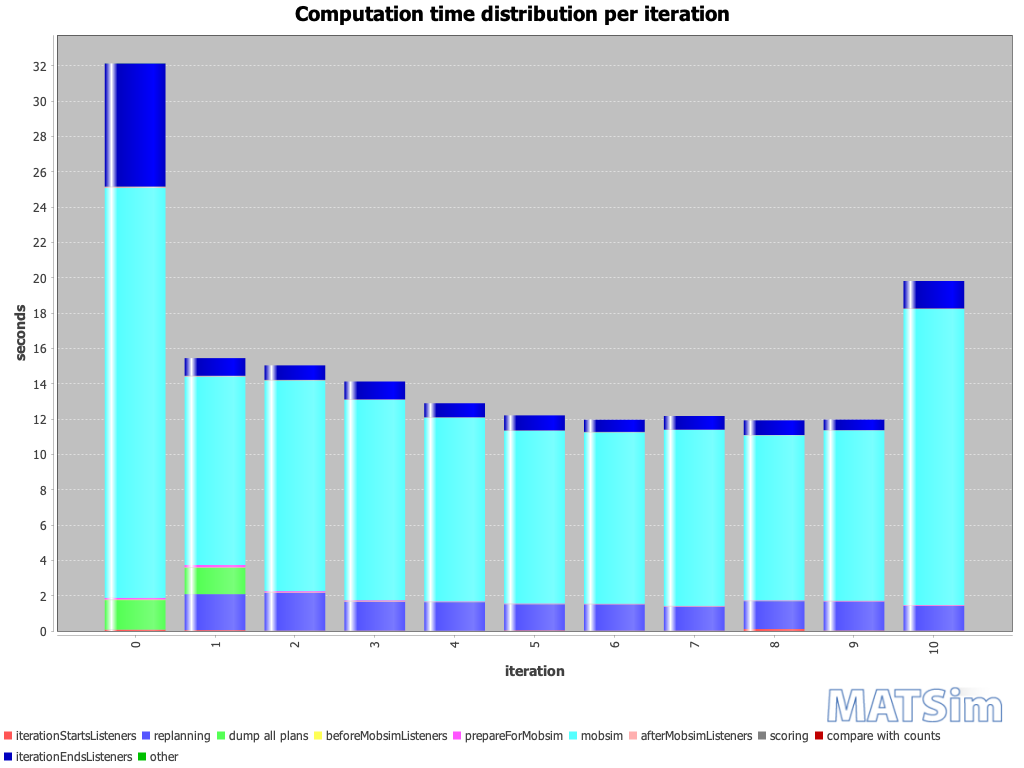 Computation time distribution per iteration
32
30
28
26
24
22
20
18
16
14
12
10
8
6
4
2
0
seconds
0 1 2 3 4 5 6 7 8 9 10
iteration
MATSim
iterationStartsListeners replanning dump all plans beforeMobsimListeners prepareForMobsim mobsim afterMobsimListeners scoring compare with counts
iterationEndsListeners other